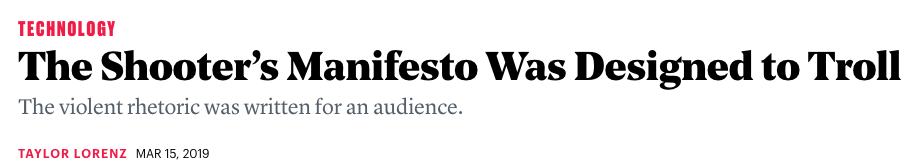 TECHNOLOGY
The Shooter’s Manifesto Was Designed to Troll
The violent rhetoric was written for an audience.
TAYLOR LORENZ MAR 15, 2019